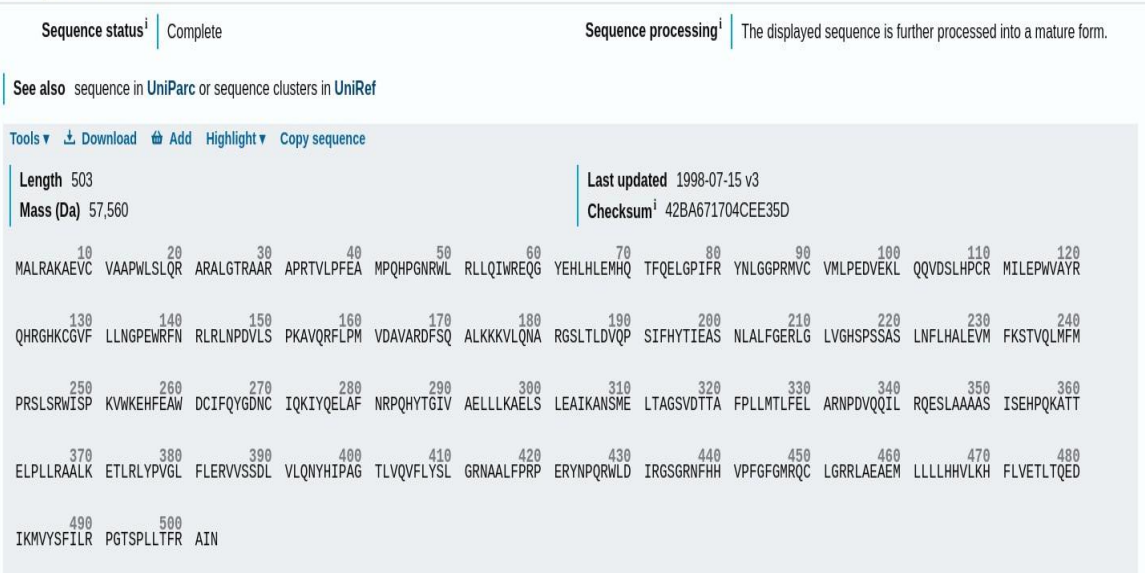 Sequence status i Complete Sequence processing i The displayed sequence is further processed into a mature form.
See also sequence in UniParc or sequence clusters in UniRef
Tools ▾ Download Add Highlight ▾ Copy sequence
Length 503 Last updated 1998-07-15 v3
Mass (Da) 57,560 Checksum i 42BA671704CEE35D
10 20 30 40 50 60 70 80 90 100 110 120
MALRAKAEVC VAAPWLSLQR ARALGTRAAR APRTVLPFEA MPQHPGNRWL RLLQIWREQG YEHLHLEMHQ TFQELGPIFR YNLGGPRMVC VMLPEDVEKL QQVDSLHPCR MILEPWVAYR
130 140 150 160 170 180 190 200 210 220 230 240
QHRGHKCGVF LLNGPEWRFN RLRLNPDVLS PKAVQRFLPM VDAVARDFSQ ALKKKVLQNA RGSLTLDVQP SIFHYTIEAS NLALFGERLG LVGHSPSSAS LNFLHALEVM FKSTVQLMFM
250 260 270 280 290 300 310 320 330 340 350 360
PRSLSRWISP KVWKEHFEAW DCIFQYGDNC IQKIYQELAF NRPQHYTGIV AELLLKAELS LEAIKANSME LTAGSVDTTA FPLLMTLFEL ARNPDVQQIL RQESLAAAAS ISEHPQKATT
370 380 390 400 410 420 430 440 450 460 470 480
ELPLLRAALK ETLRLYPVGL FLERVVSSDL VLQNYHIPAG TLVQVFLYSL GRNAALFPRP ERYNPQRWLD IRGSGRNFHH VPFGFGMRQC LGRRLAEAEM LLLLHHVLKH FLVETLTQED
490 500
IKMVYSFILR PGTSPLLTFR AIN